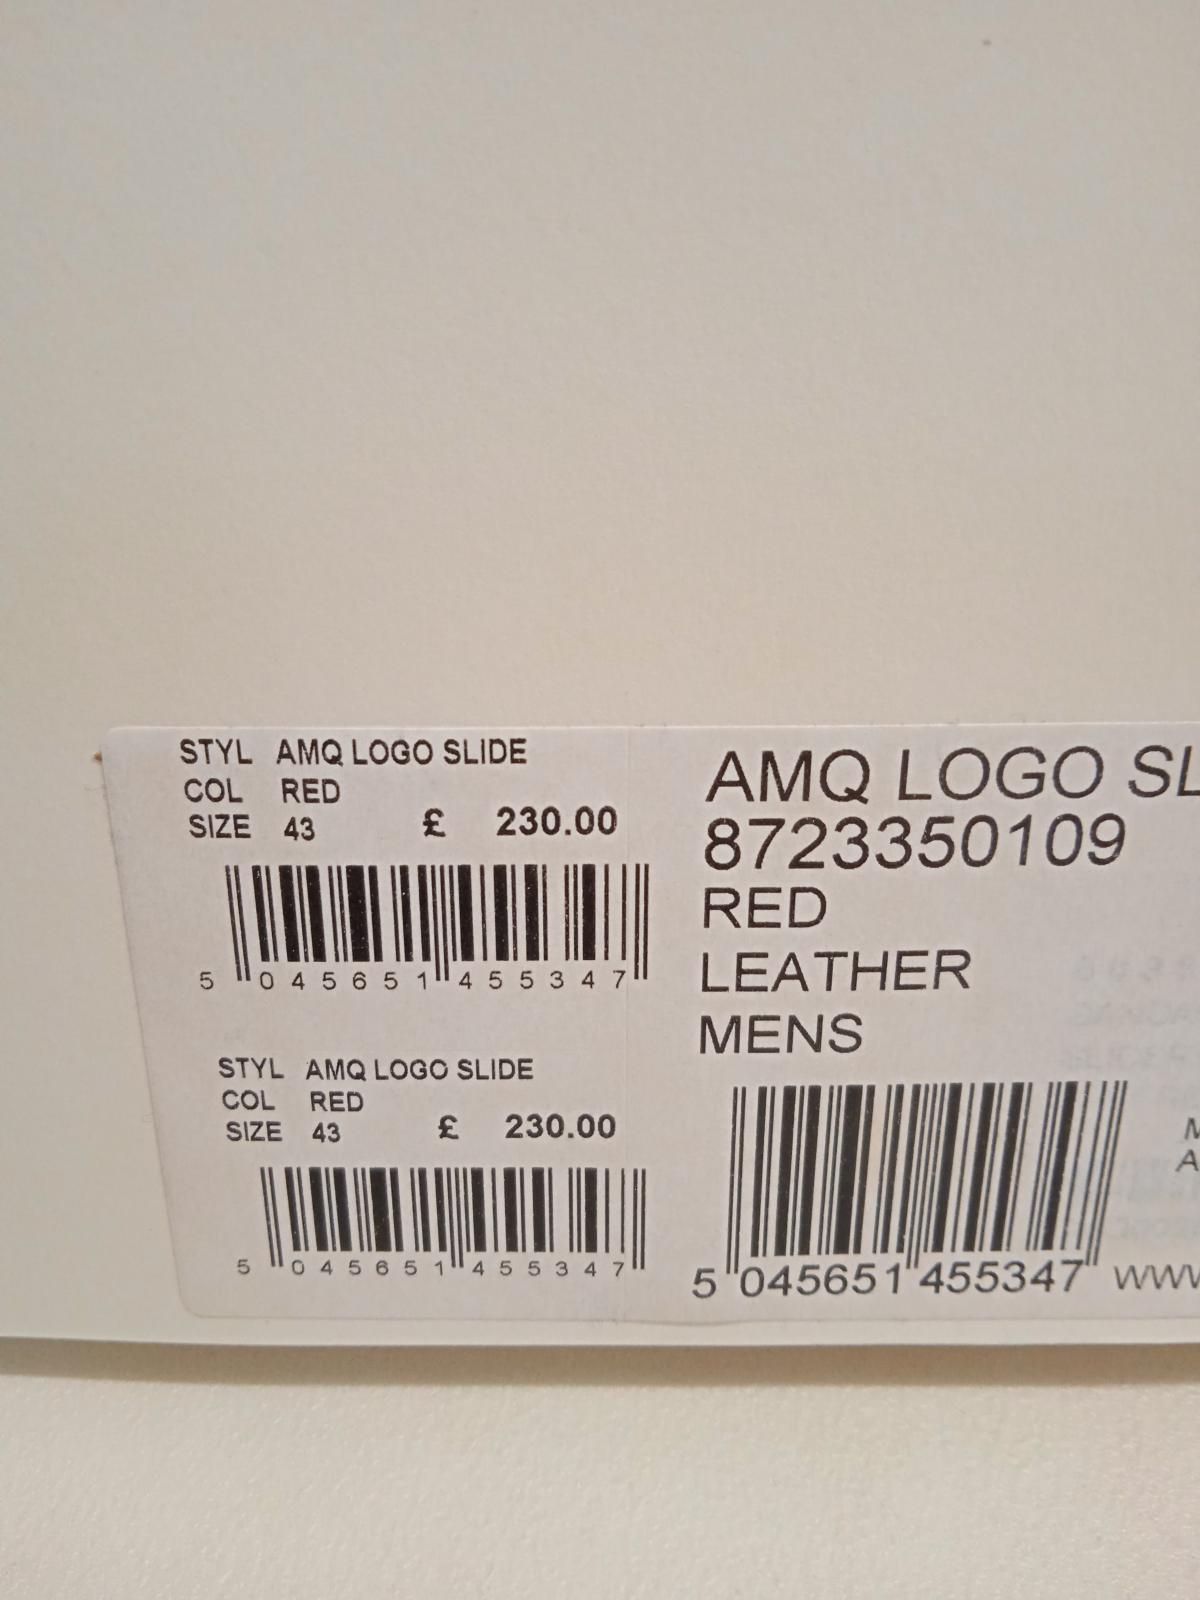 STYL AMQ LOGO SLIDE
COL RED
SIZE 43 £ 230.00
5 045651 455347
STYL AMQ LOGO SLIDE
COL RED
SIZE 43 £ 230.00
5 045651 455347
AMQ LOGO SL
8723350109
RED
LEATHER
MENS
M
A
5 045651 455347 WWW